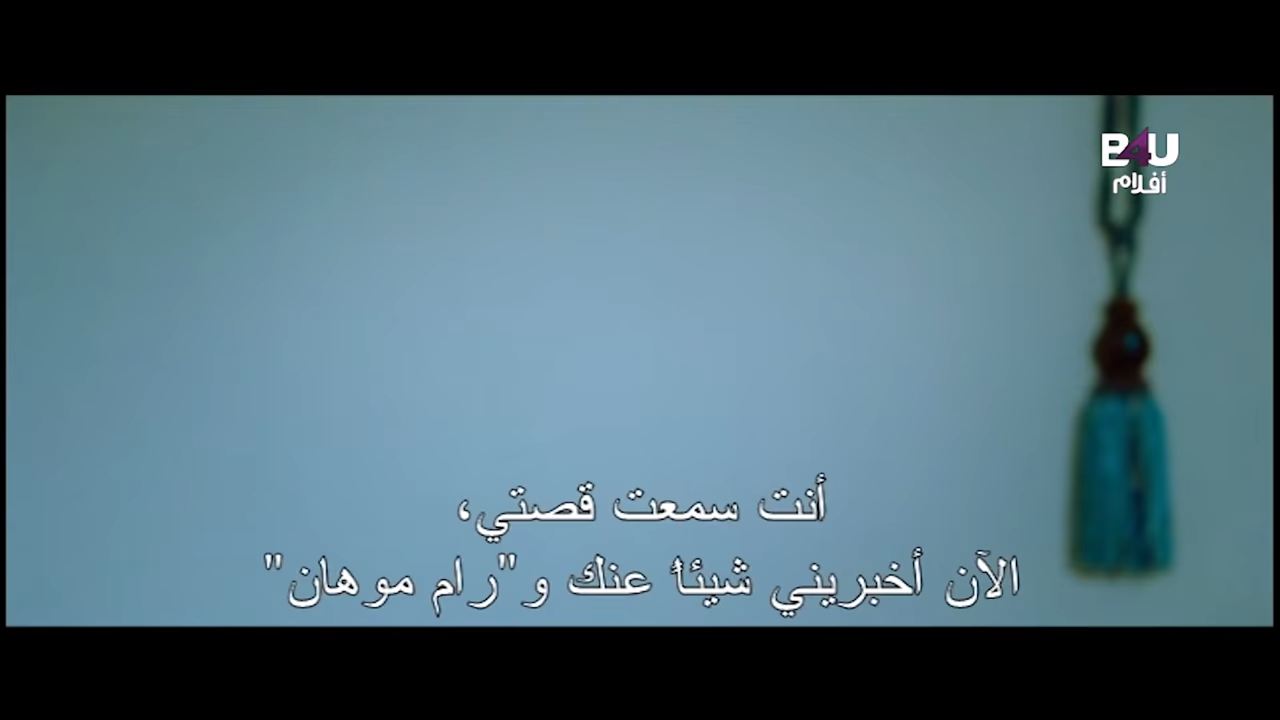 B4U
أفلام
أنت سمعت قصتي،
الآن أخبريني شيئاً عنك و"رام موهان"